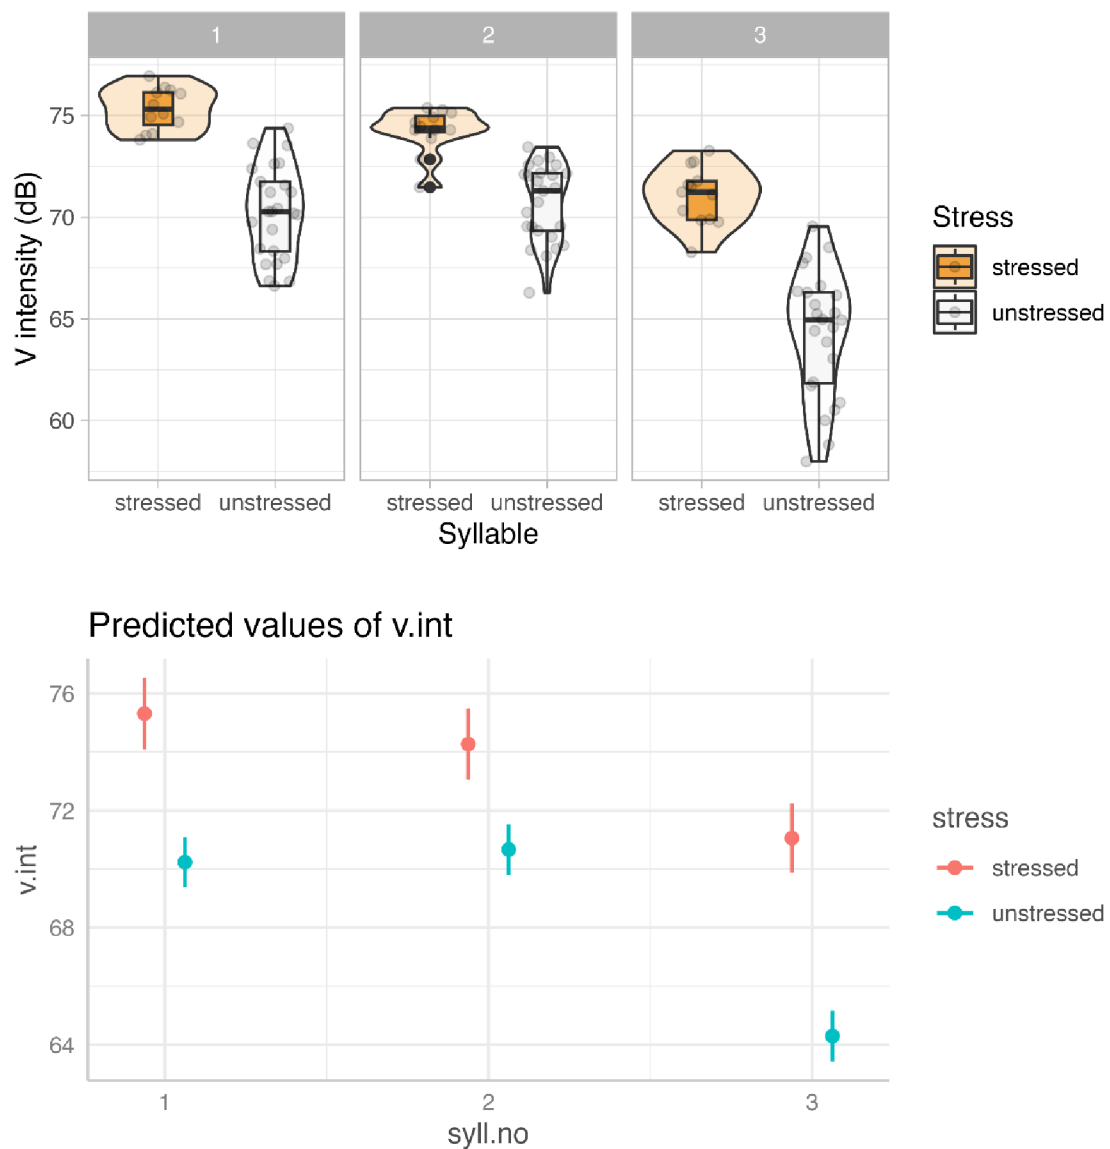 1 2 3
75
70
65
60
V intensity (dB)
stressed unstressed stressed unstressed stressed unstressed
Syllable
Stress
stressed
unstressed
Predicted values of v.int
76
72
68
64
v.int
1 2 3
syll.no
stress
stressed
unstressed